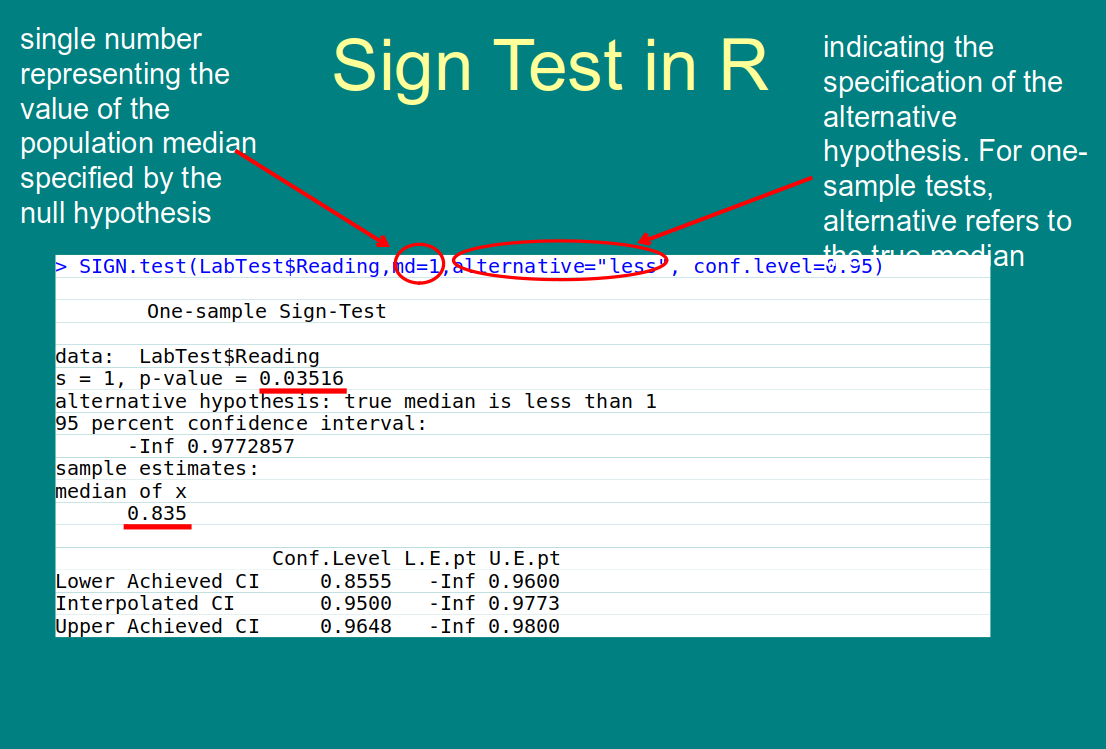 Sign Test in R
single number
representing the
value of the
population median
specified by the
null hypothesis
indicating the
specification of the
alternative
hypothesis. For one-
sample tests,
alternative refers to
the true median
> SIGN.test(LabTest$Reading,md=1,alternative="less", conf.level=0.95)
One-sample Sign-Test
data:  LabTest$Reading
s = 1, p-value = 0.03516
alternative hypothesis: true median is less than 1
95 percent confidence interval:
-Inf 0.9772857
sample estimates:
median of x
0.835
Conf.Level L.E.pt U.E.pt
Lower Achieved CI     0.8555   -Inf 0.9600
Interpolated CI       0.9500   -Inf 0.9773
Upper Achieved CI     0.9648   -Inf 0.9800